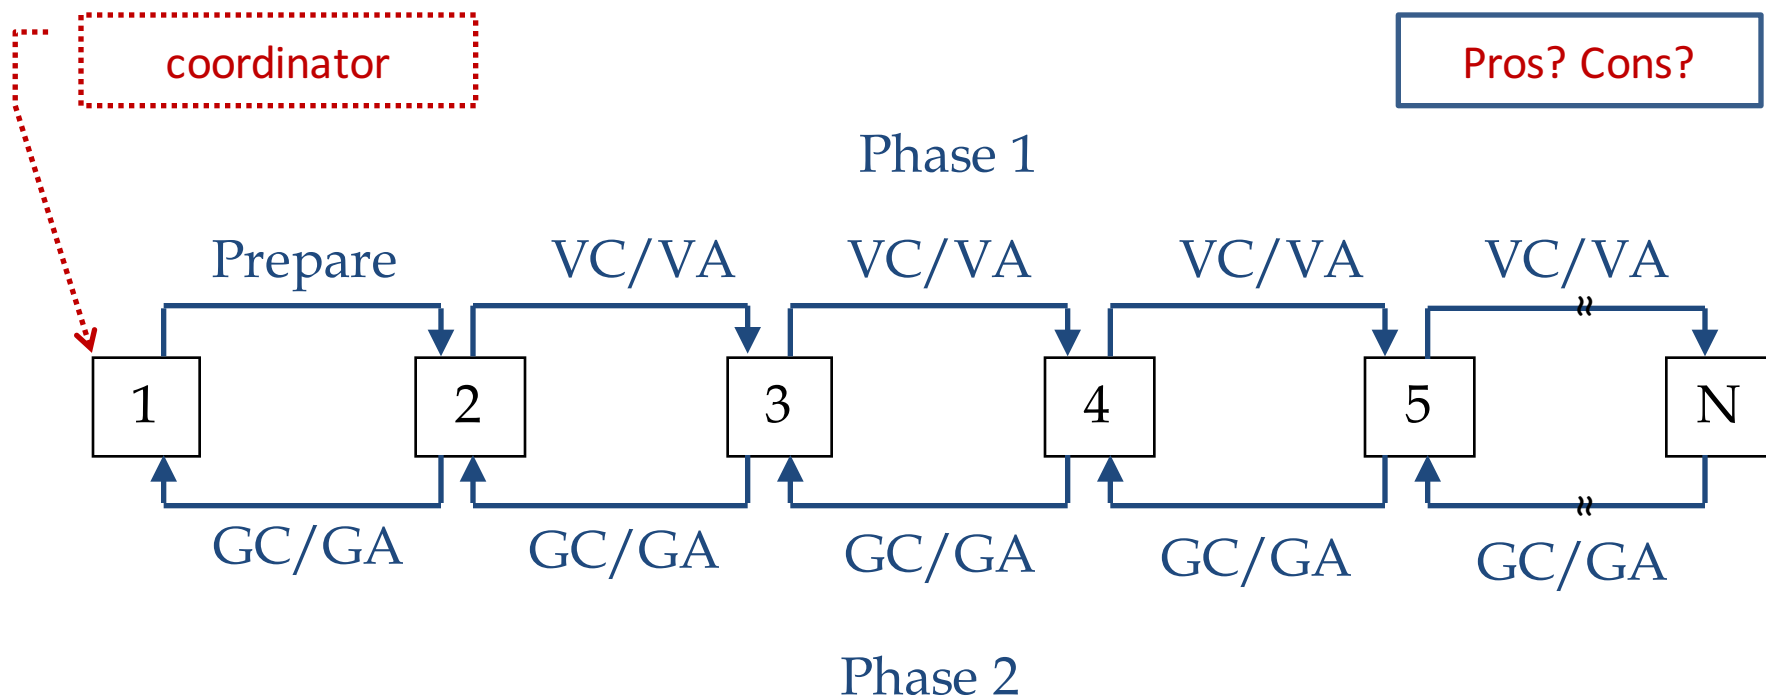 coordinator
Pros? Cons?
Phase 1
Prepare VC/VA VC/VA VC/VA VC/VA
1 2 3 4 5 N
GC/GA GC/GA GC/GA GC/GA GC/GA
Phase 2